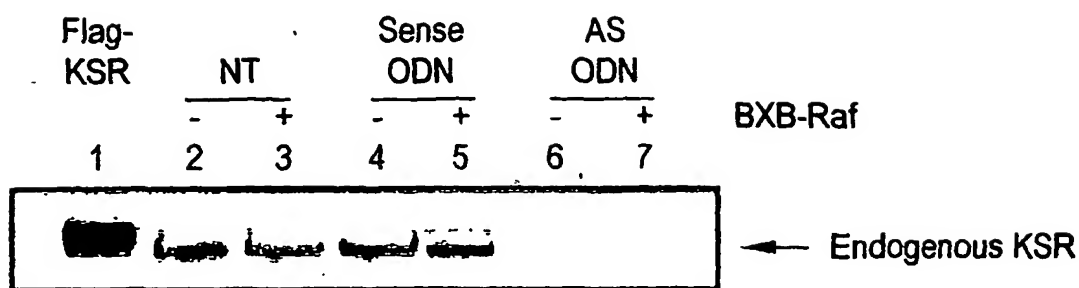 Flag-
KSR
NT
Sense
ODN
AS
ODN
- + - + - + BXB-Raf
1 2 3 4 5 6 7
Endogenous KSR